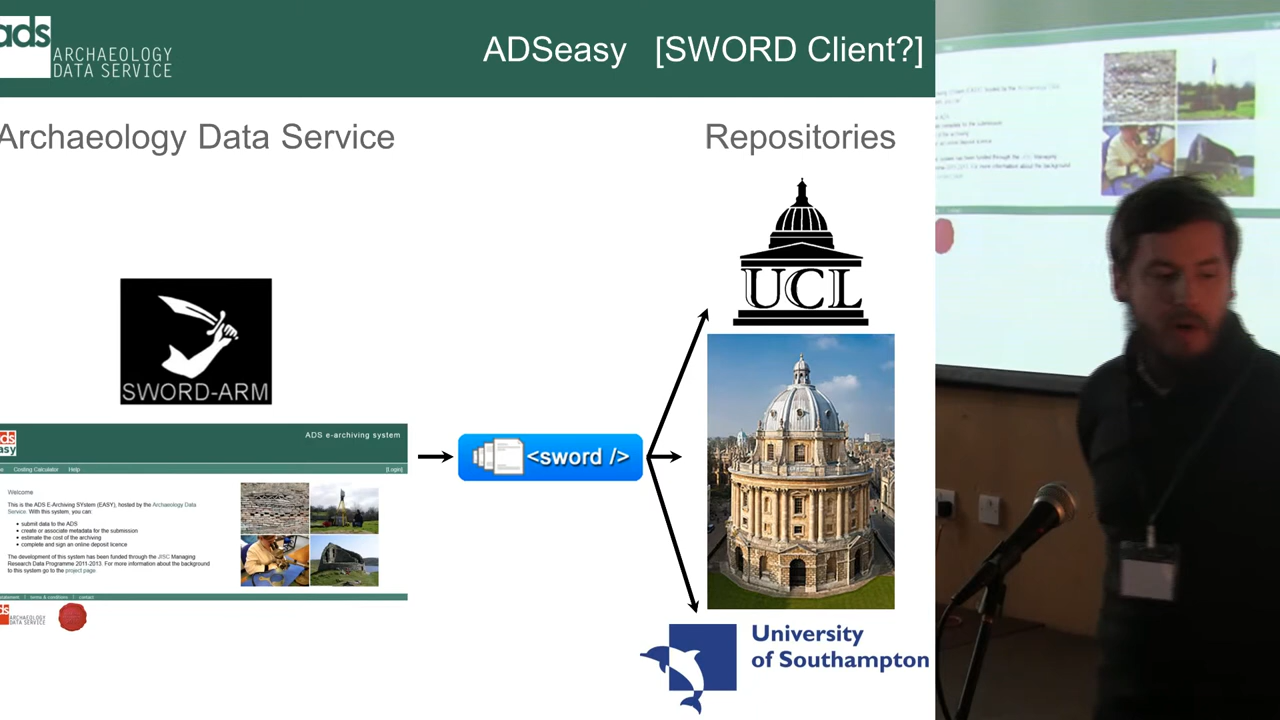 ads
ARCHAEOLOGY
DATA SERVICE
ADSeasy [SWORD Client?]
Archaeology Data Service
Repositories
UCL
SWORD-ARM
ADS e-archiving system
Costing Calculator Help
[Login]
Welcome
This is the ADS E-Archiving SYstem (EASY), hosted by the Archaeology Data
Service. With this system, you can:
submit data to the ADS
create or associate metadata for the submission
estimate the cost of the archiving
complete and sign an online deposit licence
The development of this system has been funded through the JISC Managing
Research Data Programme 2011-2013. For more information about the background
to this system go to the project page.
terms & conditions | contact
ARCHAEOLOGY
DATA SERVICE
<sword />
University
of Southampton